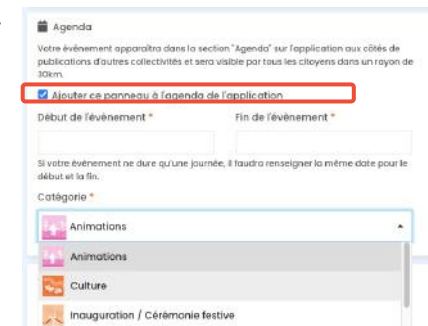 Agenda
Votre événement apparaîtra dans la section "Agenda" sur l'application aux côtés de
publications d'autres collectivités et sera visible par tous les citoyens dans un rayon de
30km.
Ajouter ce panneau à l'agenda de l'application
Début de l'évènement * Fin de l'évènement *
Si votre évènement ne dure qu'une journée, il faudra renseigner la même date pour le
début et la fin.
Catégorie *
Animations
Animations
Culture
Inauguration / Cérémonie festive